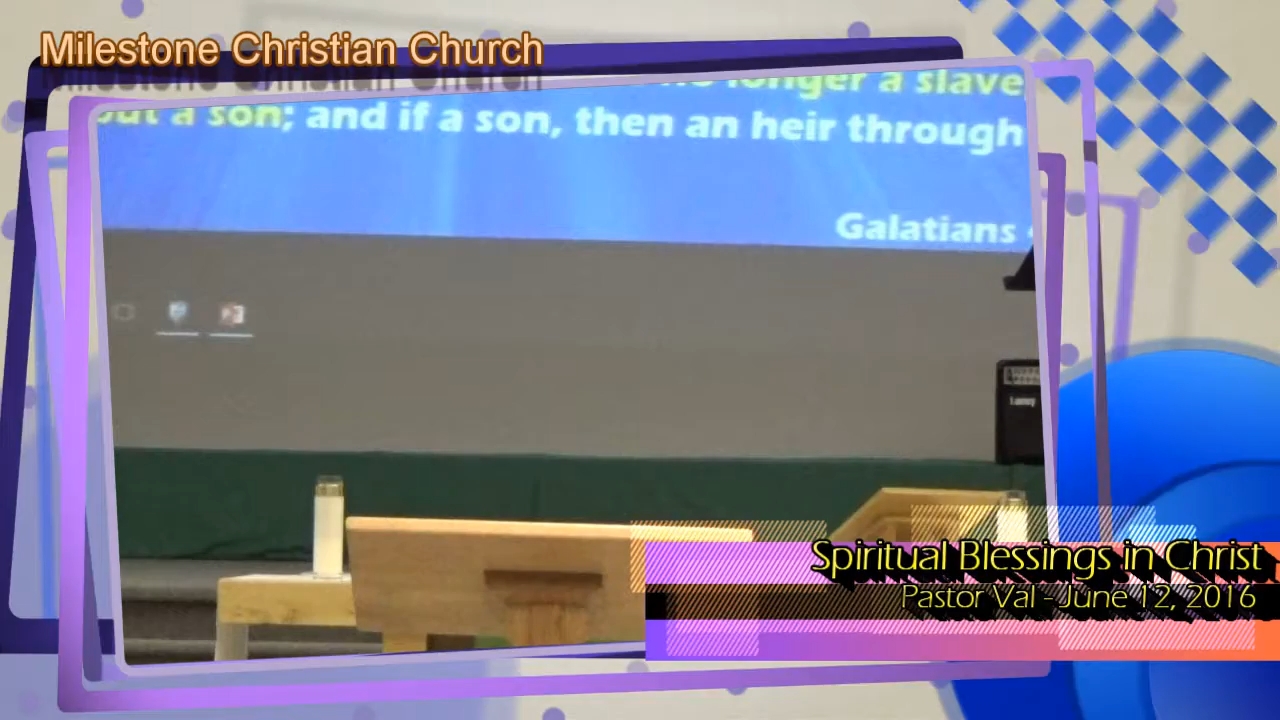 Milestone Christian Church
no longer a slave
but a son; and if a son, then an heir through
Galatians
Laney
Spiritual Blessings in Christ
Pastor Val - June 12, 2016